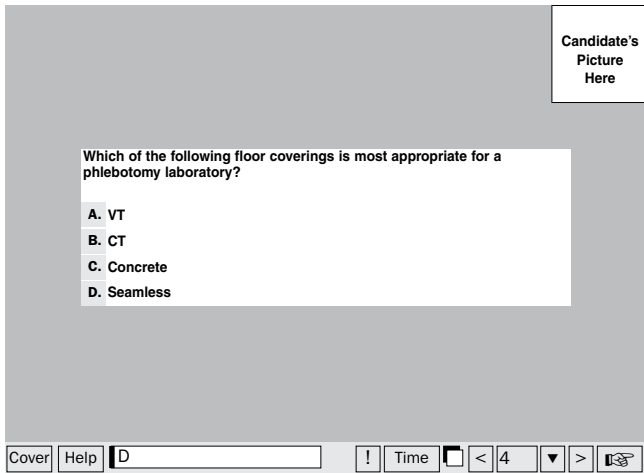 Candidate's
Picture
Here
Which of the following floor coverings is most appropriate for a
phlebotomy laboratory?
A. VT
B. CT
C. Concrete
D. Seamless
Cover Help D ! Time < 4 ▼ >